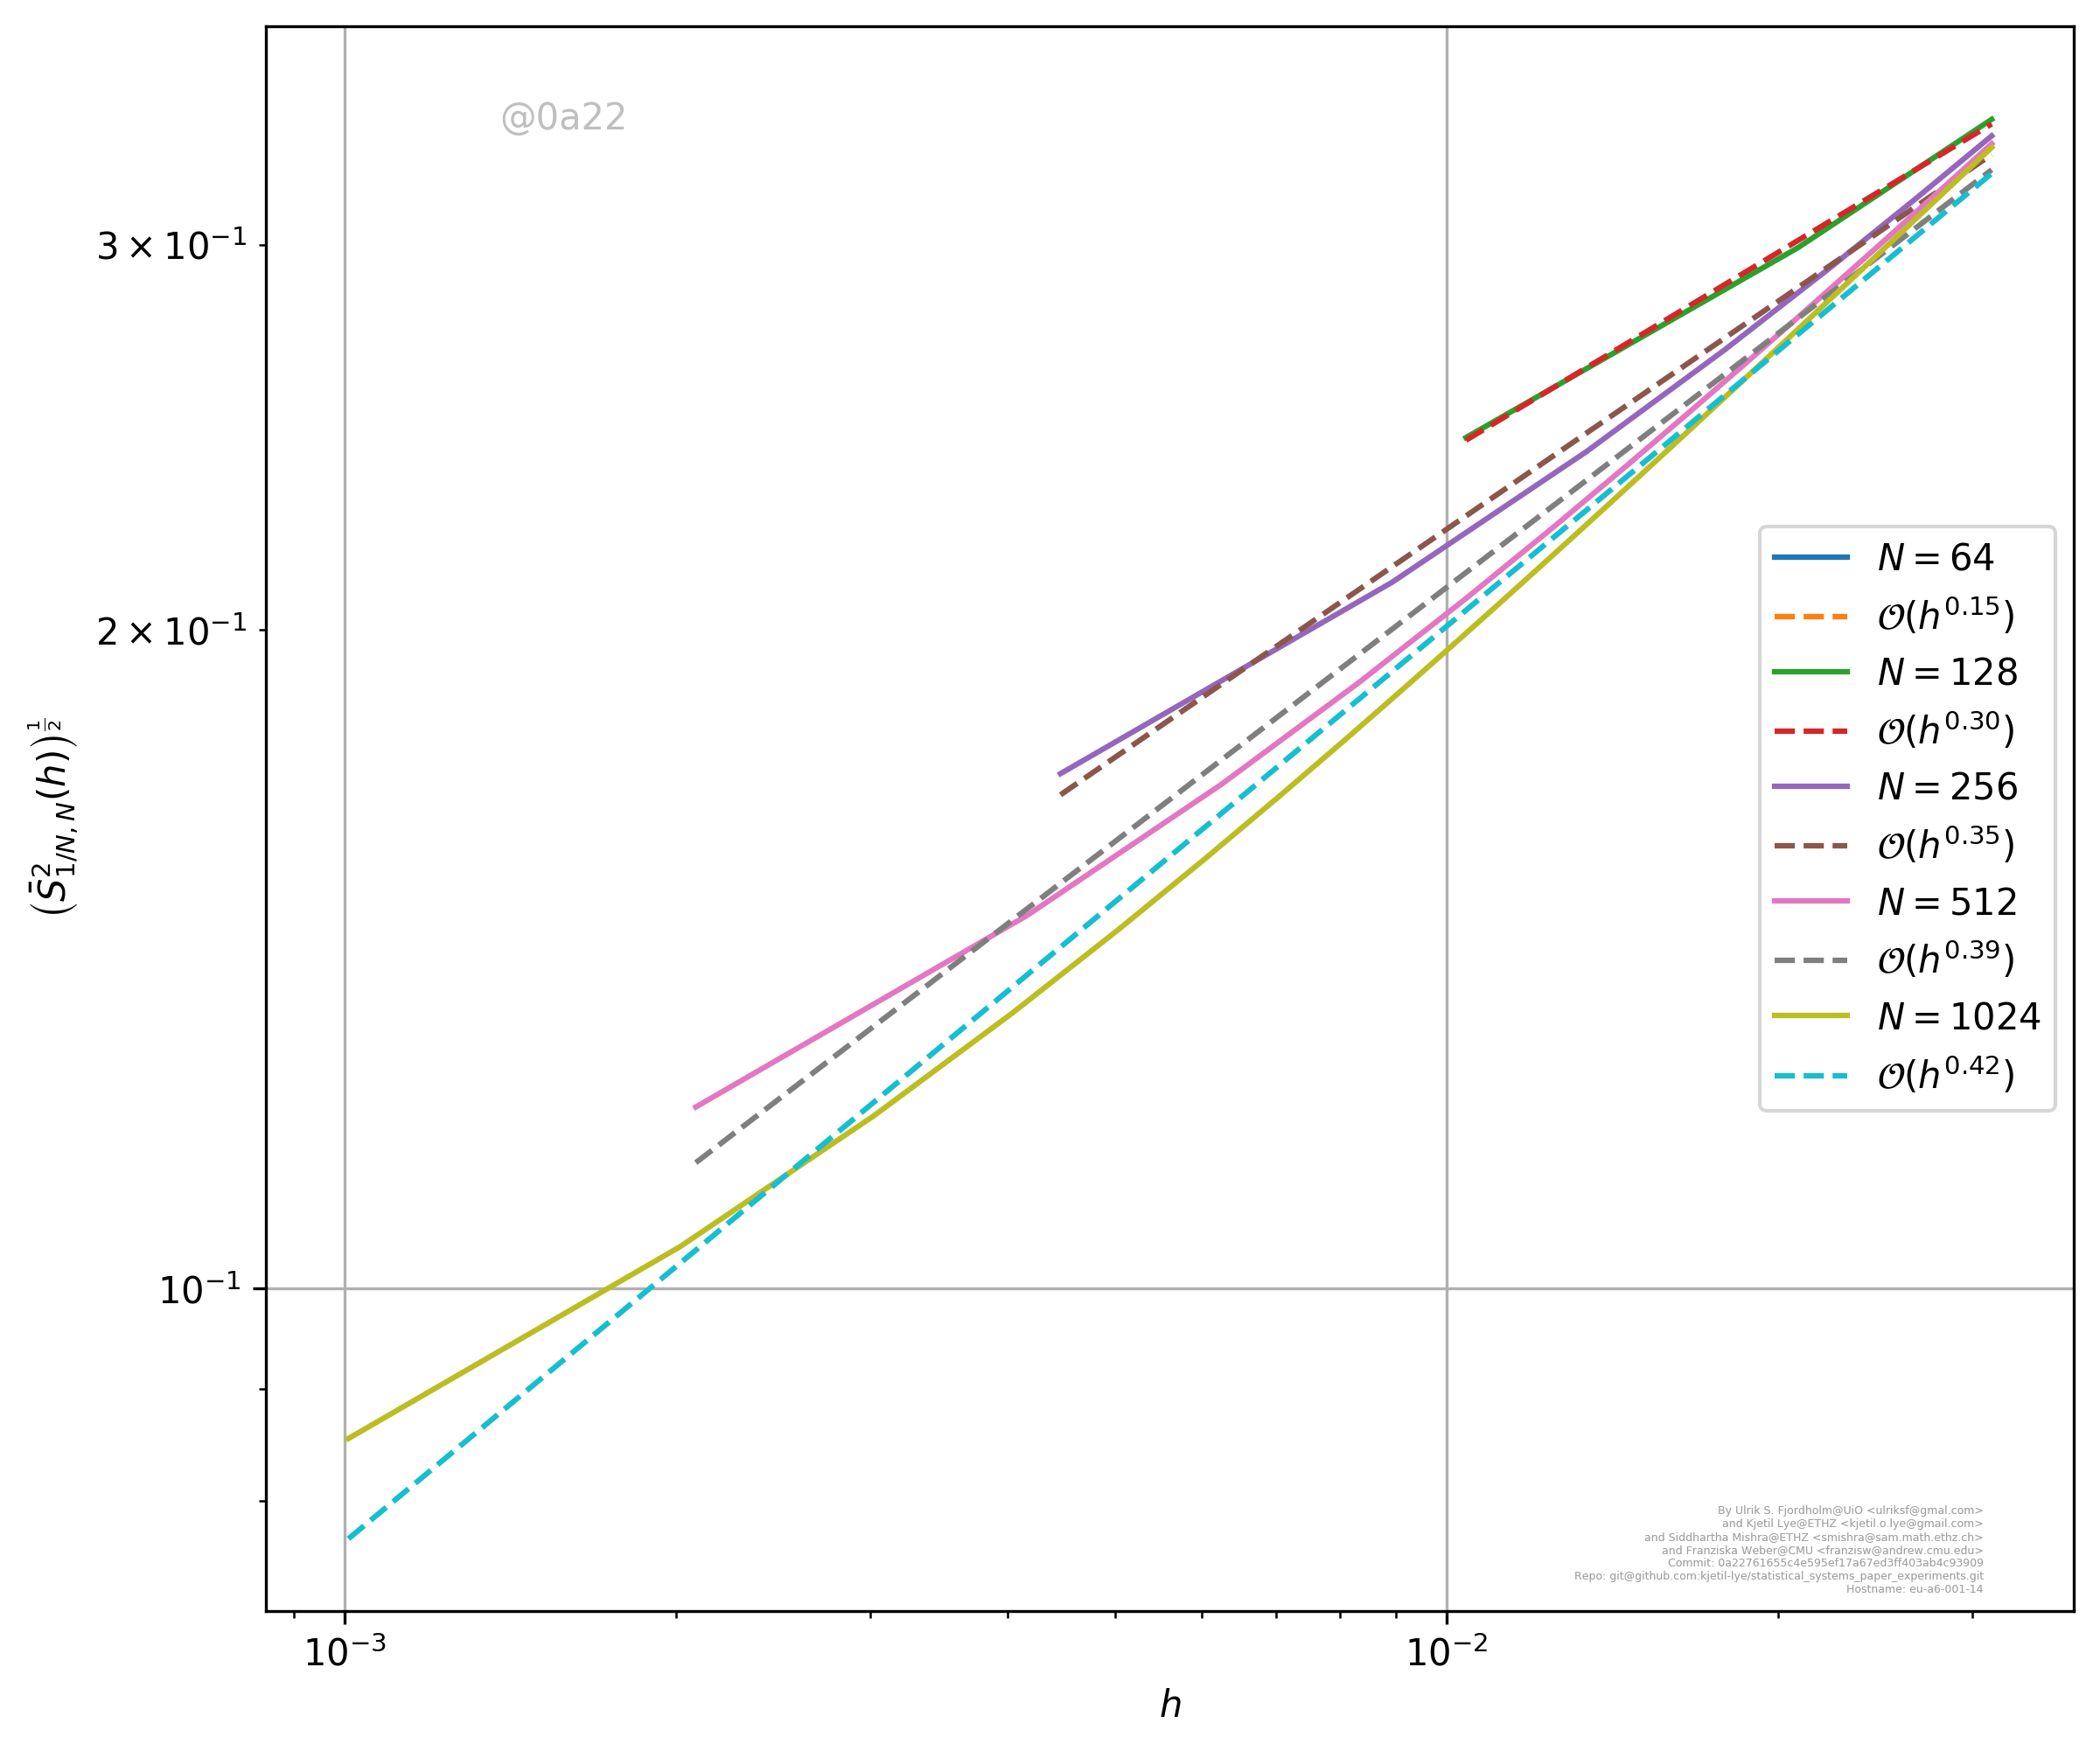 @0a22
3 × 10⁻¹
2 × 10⁻¹
10⁻¹
(S̄²₁/N,N(h))^½
N = 64
𝒪(h^0.15)
N = 128
𝒪(h^0.30)
N = 256
𝒪(h^0.35)
N = 512
𝒪(h^0.39)
N = 1024
𝒪(h^0.42)
By Ulrik S. Fjordholm@UiO <ulriksf@gmal.com>
and Kjetil Lye@ETHZ <kjetil.o.lye@gmail.com>
and Siddhartha Mishra@ETHZ <smishra@sam.math.ethz.ch>
and Franziska Weber@CMU <franzisw@andrew.cmu.edu>
Commit: 0a22761655c4e595ef17a67ed3ff403ab4c93909
Repo: git@github.com:kjetil-lye/statistical_systems_paper_experiments.git
Hostname: eu-a6-001-14
10⁻³
10⁻²
h